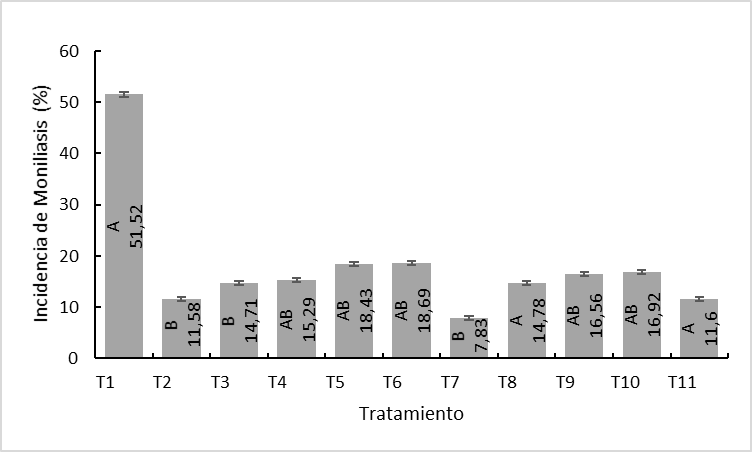 Incidencia de Moniliasis (%)
60
50
40
30
20
10
0
A
51,52
B
11,58
B
14,71
AB
15,29
AB
18,43
AB
18,69
B
7,83
A
14,78
AB
16,56
AB
16,92
A
11,6
T1 T2 T3 T4 T5 T6 T7 T8 T9 T10 T11
Tratamiento